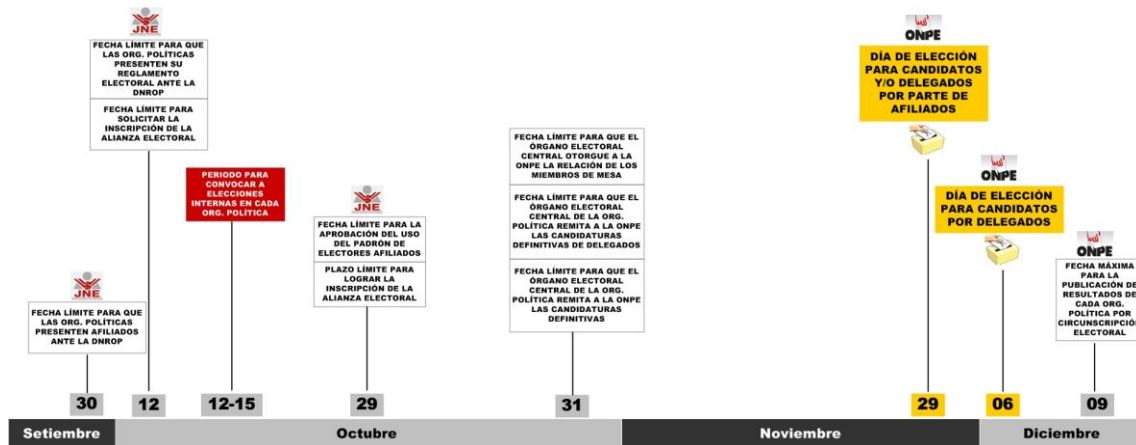 JNE
FECHA LÍMITE PARA QUE
LAS ORG. POLÍTICAS
PRESENTEN SU
REGLAMENTO
ELECTORAL ANTE LA
DNROP
FECHA LÍMITE PARA
SOLICITAR LA
INSCRIPCIÓN DE LA
ALIANZA ELECTORAL
PERIODO PARA
CONVOCAR A
ELECCIONES
INTERNAS EN CADA
ORG. POLÍTICA
JNE
FECHA LÍMITE PARA QUE
LAS ORG. POLÍTICAS
PRESENTEN AFILIADOS
ANTE LA DNROP
JNE
FECHA LÍMITE PARA LA
APROBACIÓN DEL USO
DEL PADRÓN DE
ELECTORES AFILIADOS
PLAZO LÍMITE PARA
LOGRAR LA
INSCRIPCIÓN DE LA
ALIANZA ELECTORAL
FECHA LÍMITE PARA QUE EL
ÓRGANO ELECTORAL
CENTRAL OTORGUE A LA
ONPE LA RELACIÓN DE LOS
MIEMBROS DE MESA
FECHA LÍMITE PARA QUE EL
ÓRGANO ELECTORAL
CENTRAL DE LA ORG.
POLÍTICA REMITA A LA ONPE
LAS CANDIDATURAS
DEFINITIVAS DE DELEGADOS
FECHA LÍMITE PARA QUE EL
ÓRGANO ELECTORAL
CENTRAL DE LA ORG.
POLÍTICA REMITA A LA ONPE
LAS CANDIDATURAS
DEFINITIVAS
ONPE
DÍA DE ELECCIÓN
PARA CANDIDATOS
Y/O DELEGADOS
POR PARTE DE
AFILIADOS
ONPE
DÍA DE ELECCIÓN
PARA CANDIDATOS
POR DELEGADOS
ONPE
FECHA MÁXIMA
PARA LA
PUBLICACIÓN DE
RESULTADOS DE
CADA ORG.
POLÍTICA POR
CIRCUNSCRIPCIÓN
ELECTORAL
30 12 12-15 29 31 29 06 09
Setiembre Octubre Noviembre Diciembre